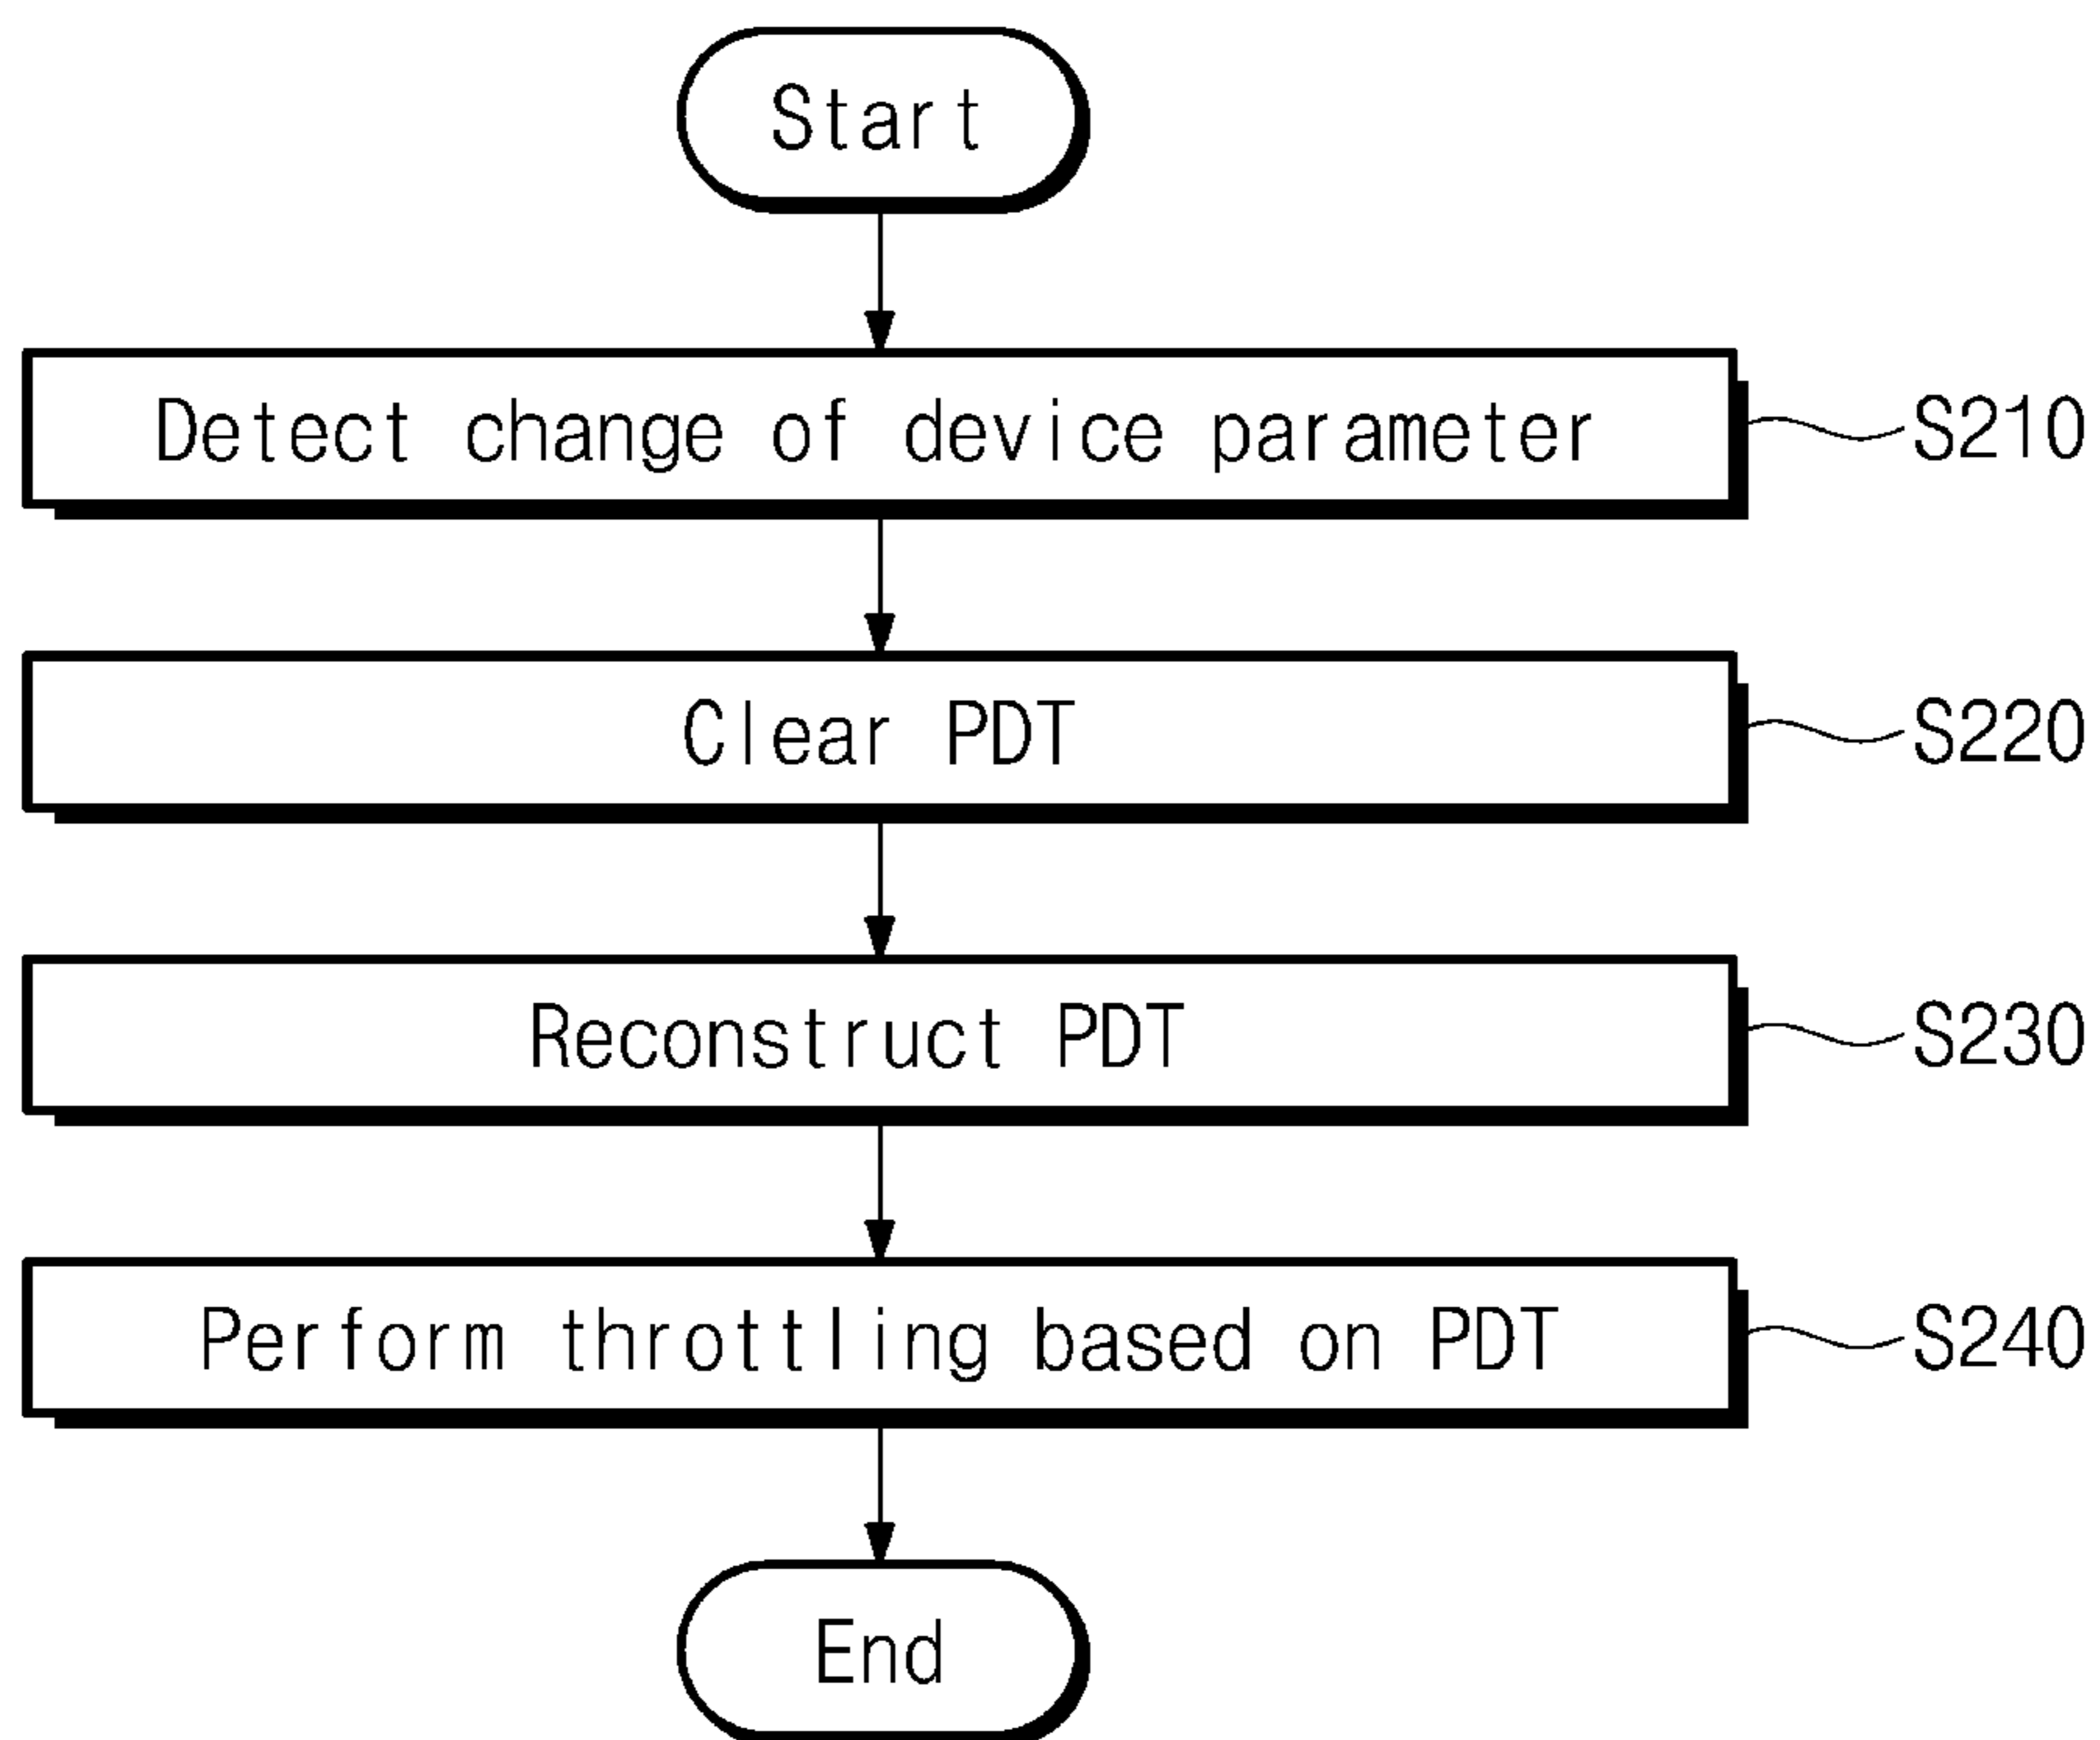 Start
Detect change of device parameter
S210
Clear PDT
S220
Reconstruct PDT
S230
Perform throttling based on PDT
S240
End